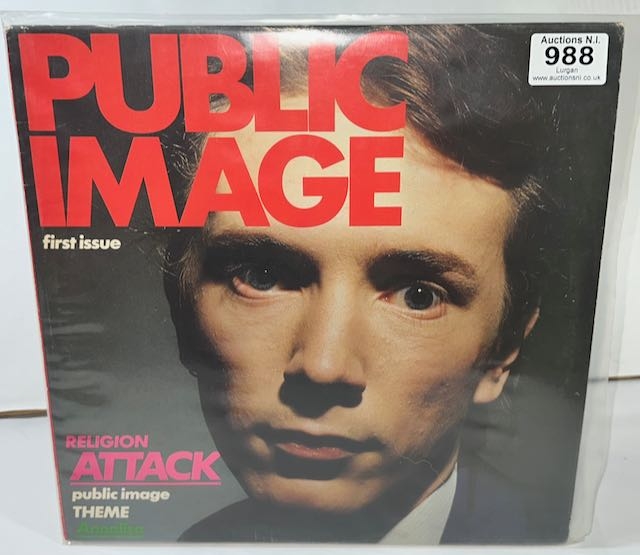 PUBLIC
IMAGE
first issue
RELIGION
ATTACK
public image
THEME
Annalisa
Auctions N.I.
988
Lurgan
www.auctionsni.co.uk